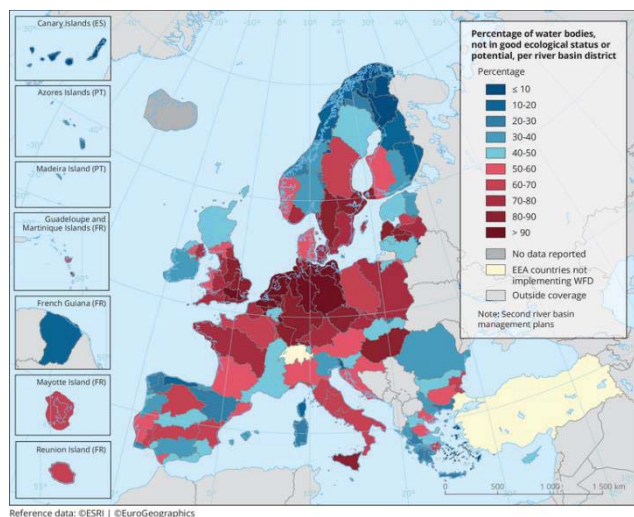 Canary Islands (ES)
Azores Islands (PT)
Madeira Island (PT)
Guadeloupe and
Martinique Islands (FR)
French Guiana (FR)
Mayotte Island (FR)
Reunion Island (FR)
Percentage of water bodies,
not in good ecological status or
potential, per river basin district
Percentage
≤ 10
10-20
20-30
30-40
40-50
50-60
60-70
70-80
80-90
> 90
No data reported
EEA countries not
implementing WFD
Outside coverage
Note: Second river basin
management plans
0 500 1 000 1 500 km
Reference data: ©ESRI | ©EuroGeographics